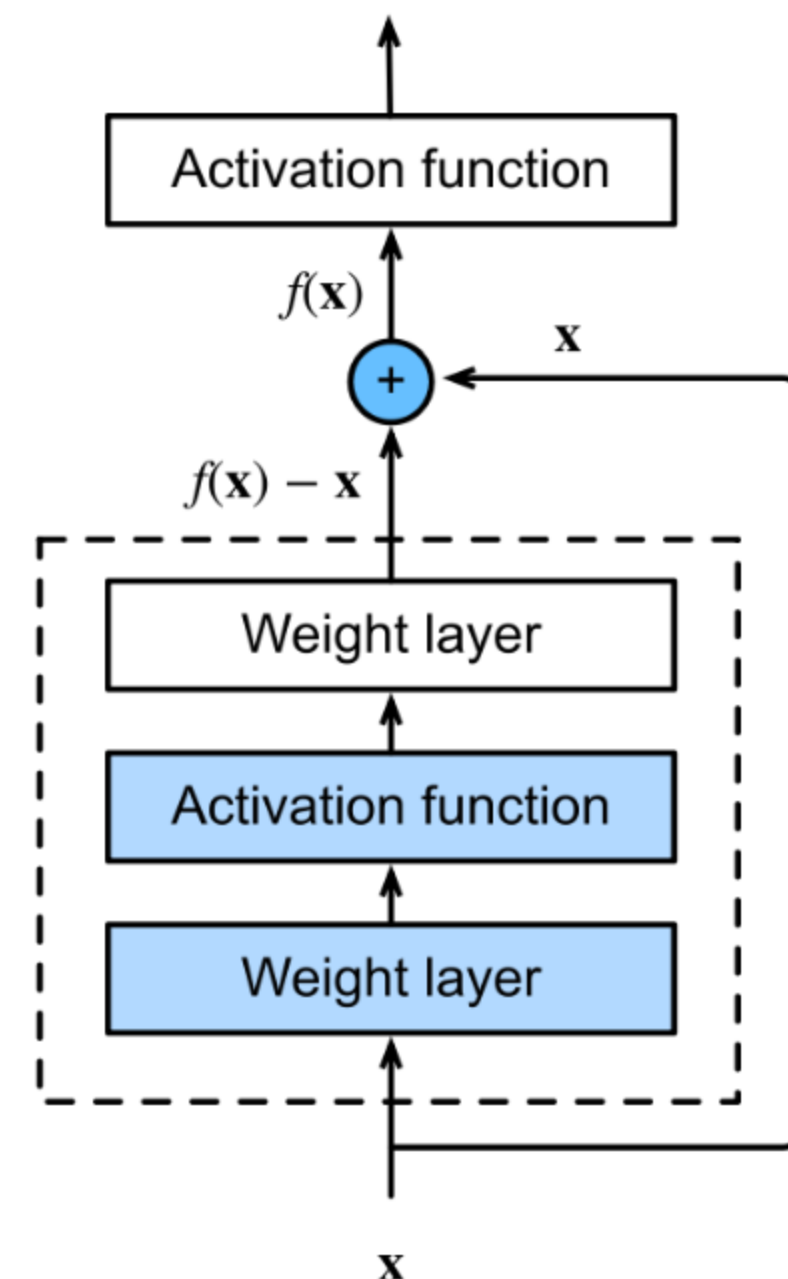 Activation function
f(x)
x
+
f(x) − x
Weight layer
Activation function
Weight layer
x